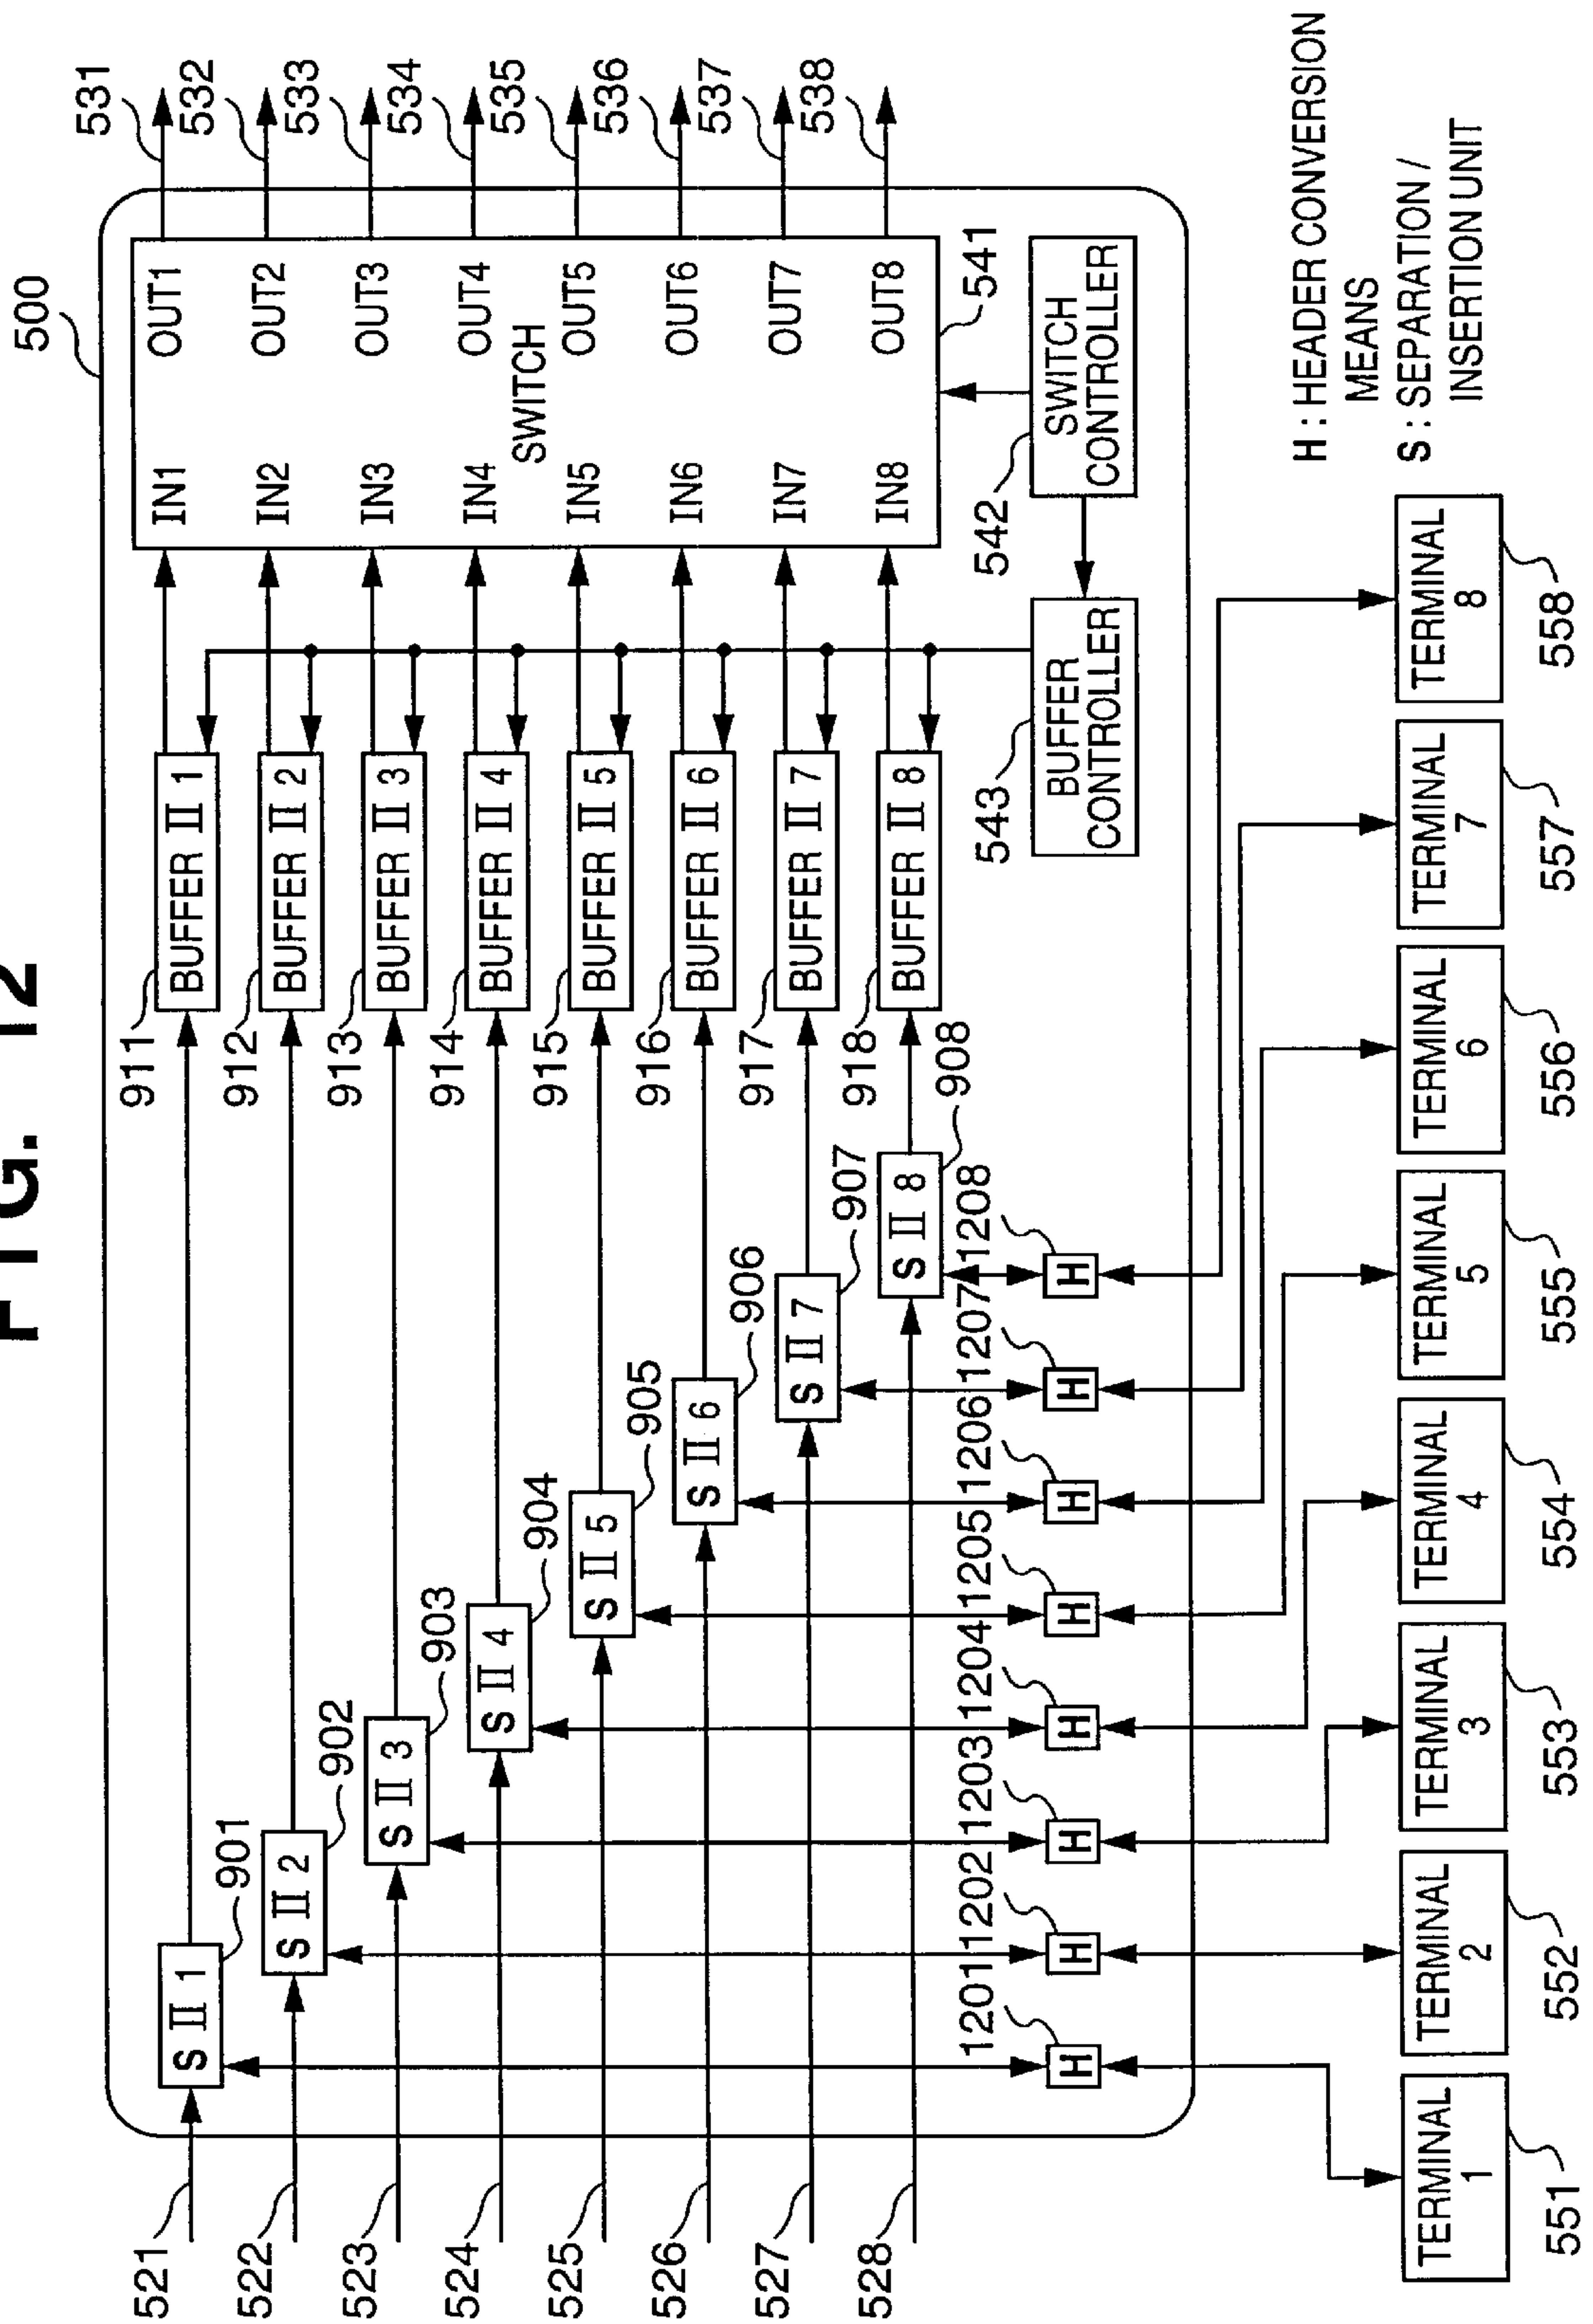 FIG. 12
500
531
532
533
534
535
536
537
538
OUT1
OUT2
OUT3
OUT4
OUT5
OUT6
OUT7
OUT8
SWITCH
IN1
IN2
IN3
IN4
IN5
IN6
IN7
IN8
541
542
SWITCH
CONTROLLER
543
BUFFER
CONTROLLER
911
BUFFER II 1
912
BUFFER II 2
913
BUFFER II 3
914
BUFFER II 4
915
BUFFER II 5
916
BUFFER II 6
917
BUFFER II 7
918
BUFFER II 8
S II 1
901
S II 2
902
S II 3
903
S II 4
904
S II 5
905
S II 6
906
S II 7
907
S II 8
908
521
522
523
524
525
526
527
528
1201
H
1202
H
1203
H
1204
H
1205
H
1206
H
1207
H
1208
H
TERMINAL
1
551
TERMINAL
2
552
TERMINAL
3
553
TERMINAL
4
554
TERMINAL
5
555
TERMINAL
6
556
TERMINAL
7
557
TERMINAL
8
558
H : HEADER CONVERSION
MEANS
S : SEPARATION /
INSERTION UNIT